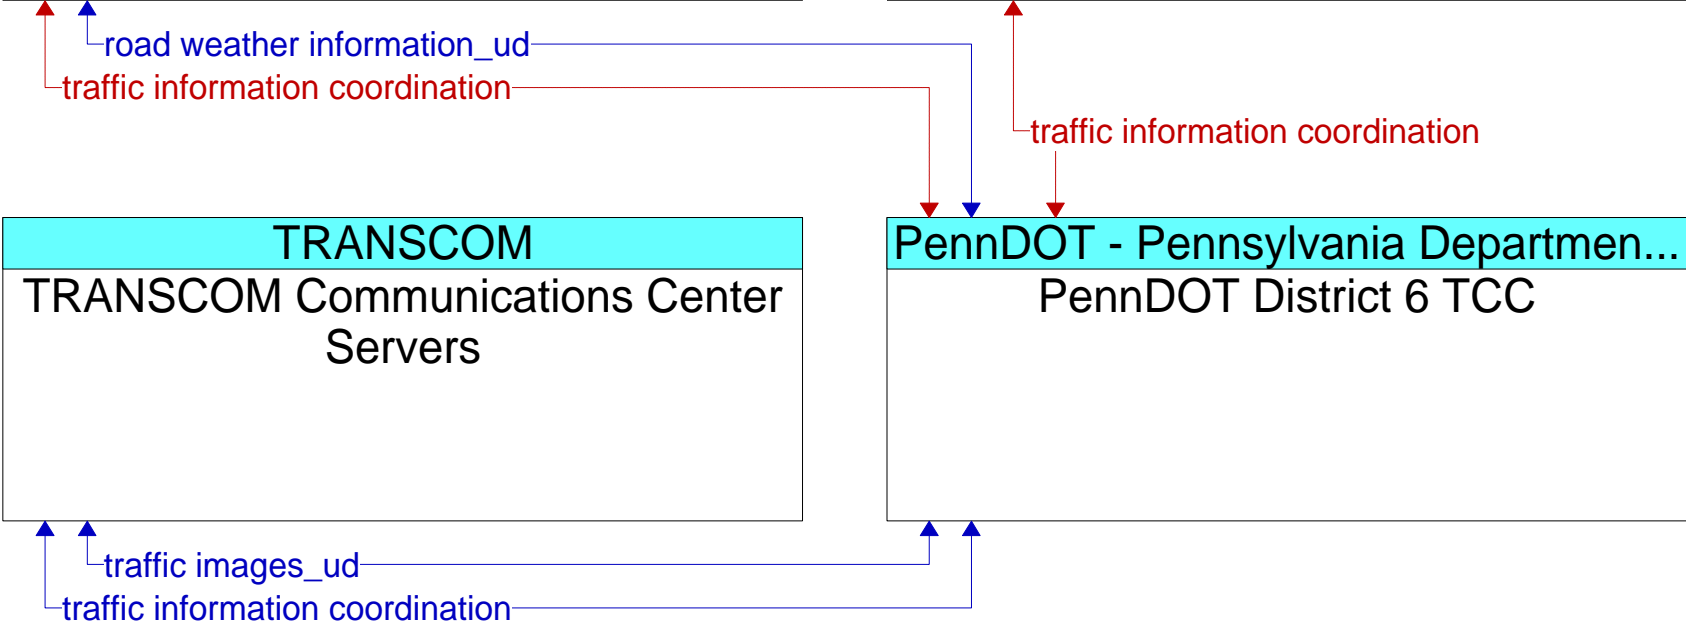 road weather information_ud
traffic information coordination
traffic information coordination
TRANSCOM
TRANSCOM Communications Center
Servers
PennDOT - Pennsylvania Departmen...
PennDOT District 6 TCC
traffic images_ud
traffic information coordination